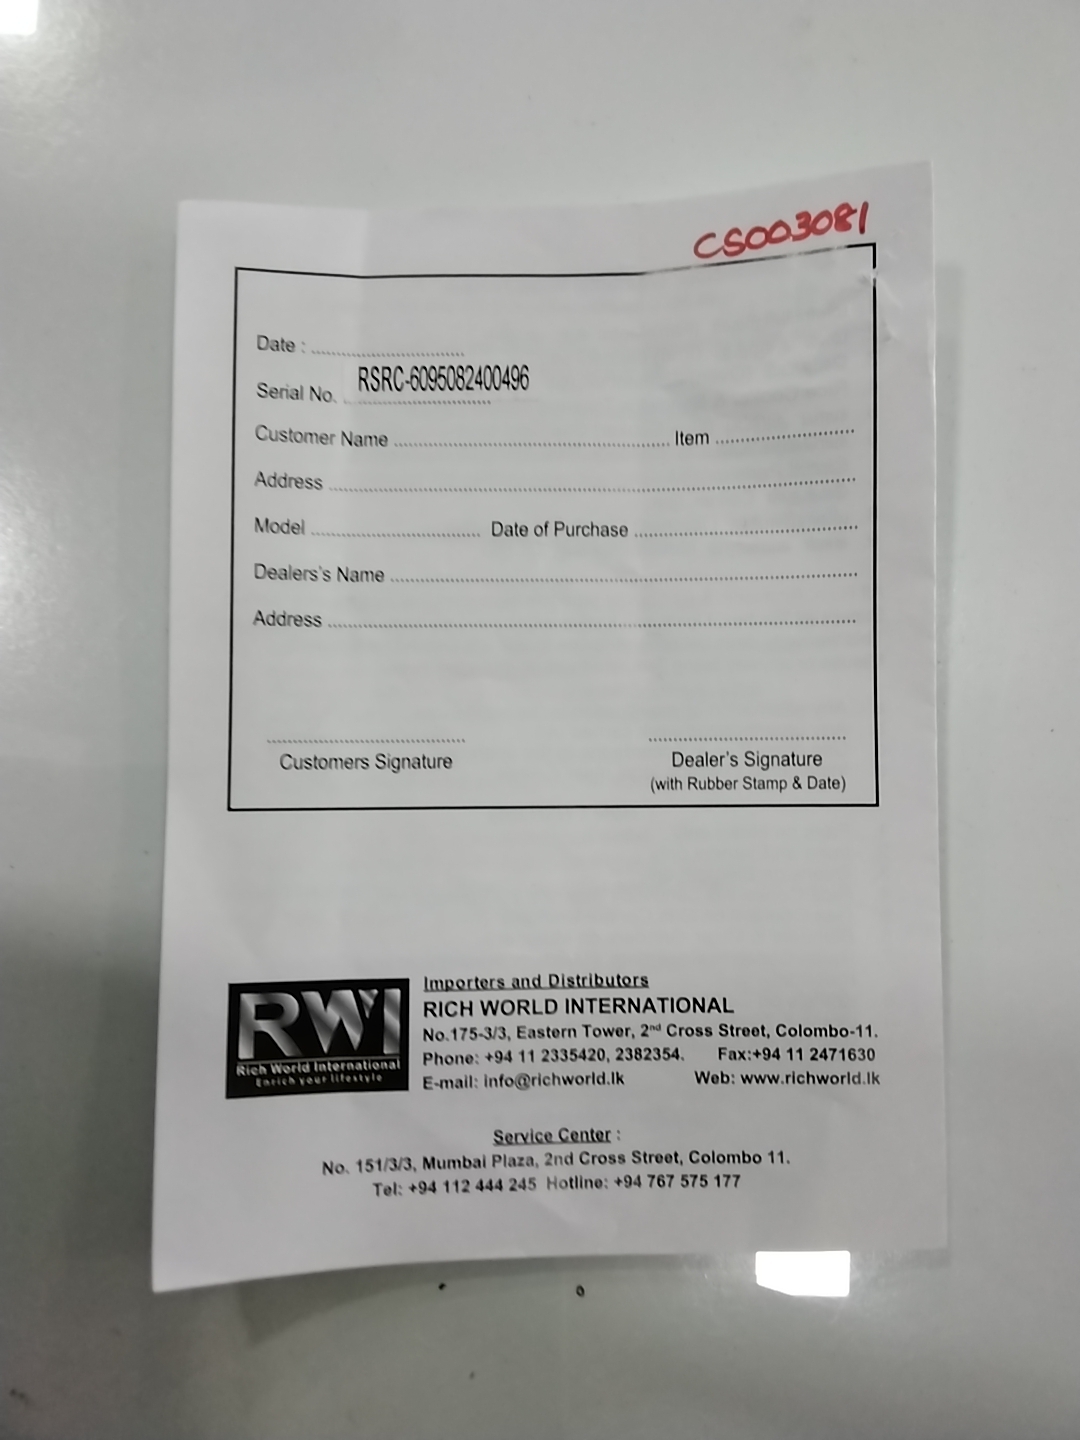 CS003081
Date : ................................
Serial No. RSRC-6095082400496
Customer Name ................................ Item ................................
Address ................................
Model ................................ Date of Purchase ................................
Dealers's Name ................................
Address ................................
Customers Signature
Dealer's Signature
(with Rubber Stamp & Date)
RWI
Rich World International
Enrich your lifestyle
Importers and Distributors
RICH WORLD INTERNATIONAL
No.175-3/3, Eastern Tower, 2nd Cross Street, Colombo-11.
Phone: +94 11 2335420, 2382354. Fax:+94 11 2471630
E-mail: info@richworld.lk Web: www.richworld.lk
Service Center :
No. 151/3/3, Mumbai Plaza, 2nd Cross Street, Colombo 11.
Tel: +94 112 444 245 Hotline: +94 767 575 177